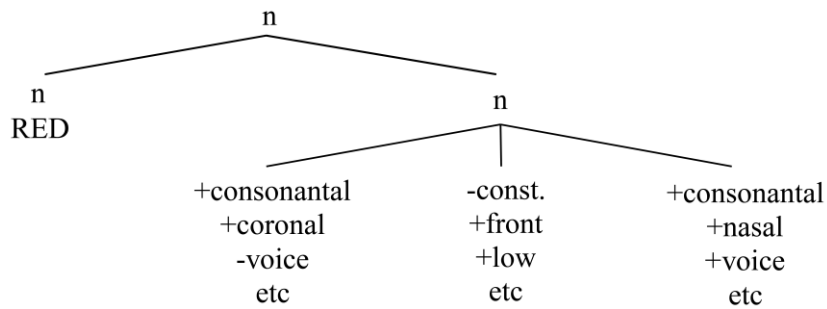 n
n
RED
n
+consonantal -const. +consonantal
+coronal +front +nasal
-voice +low +voice
etc etc etc